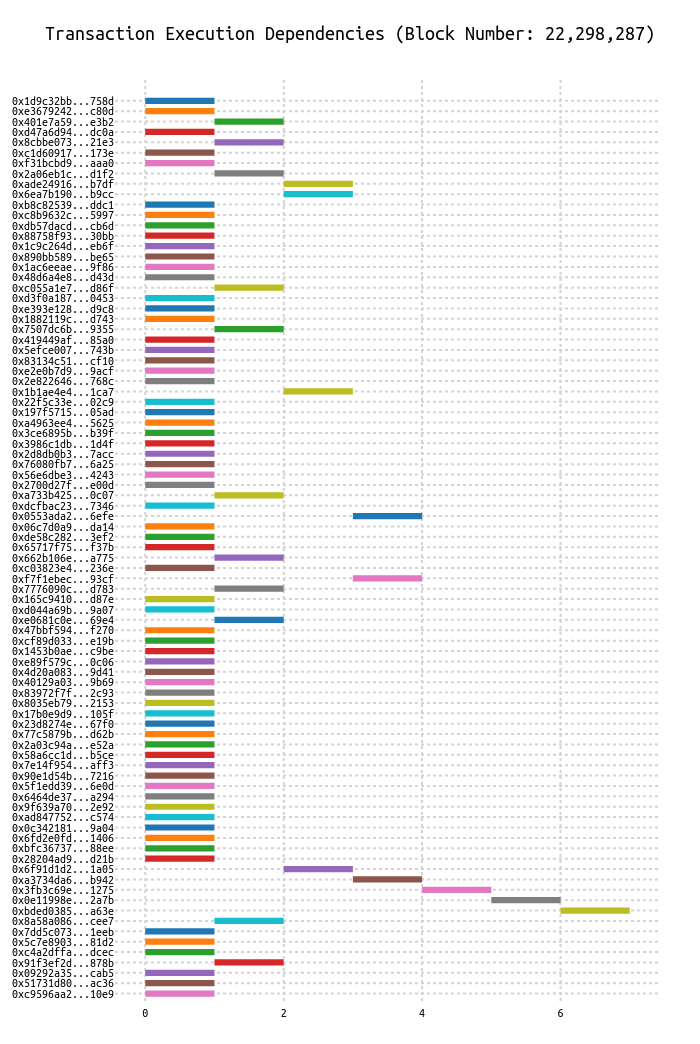 Transaction Execution Dependencies (Block Number: 22,298,287)
0x1d9c32bb...758d
0xe3679242...c80d
0x401e7a59...e3b2
0xd47a6d94...dc0a
0x8cbbe073...21e3
0xc1d60917...173e
0xf31bcbd9...aaa0
0x2a06eb1c...d1f2
0xade24916...b7df
0x6ea7b190...b9cc
0xb8c82539...ddc1
0xc8b9632c...5997
0xdb57dacd...cb6d
0x88758f93...30bb
0x1c9c264d...eb6f
0x890bb589...be65
0x1ac6eeae...9f86
0x48d6a4e8...d43d
0xc055a1e7...d86f
0xd3f0a187...0453
0xe393e128...d9c8
0x1882119c...d743
0x7507dc6b...9355
0x419449af...85a0
0x5efce007...743b
0x83134c51...cf10
0xe2e0b7d9...9acf
0x2e822646...768c
0x1b1ae4e4...1ca7
0x22f5c33e...02c9
0x197f5715...05ad
0xa4963ee4...5625
0x3ce6895b...b39f
0x3986c1db...1d4f
0x2d8db0b3...7acc
0x76080fb7...6a25
0x56e6dbe3...4243
0x2700d27f...e00d
0xa733b425...0c07
0xdcfbac23...7346
0x0553ada2...6efe
0x06c7d0a9...da14
0xde58c282...3ef2
0x65717f75...f37b
0x662b106e...a775
0xc03823e4...236e
0xf7f1ebec...93cf
0x7776090c...d783
0x165c9410...d87e
0xd044a69b...9a07
0xe0681c0e...69e4
0x47bbf594...f270
0xcf89d033...e19b
0x1453b0ae...c9be
0xe89f579c...0c06
0x4d20a083...9d41
0x40129a03...9b69
0x83972f7f...2c93
0x8035eb79...2153
0x17b0e9d9...105f
0x23d8274e...67f0
0x77c5879b...d62b
0x2a03c94a...e52a
0x58a6cc1d...b5ce
0x7e14f954...aff3
0x90e1d54b...7216
0x5f1edd39...6e0d
0x6464de37...a294
0x9f639a70...2e92
0xad847752...c574
0x0c342181...9a04
0x6fd2e0fd...1406
0xbfc36737...88ee
0x28204ad9...d21b
0x6f91d1d2...1a05
0xa3734da6...b942
0x3fb3c69e...1275
0x0e11998e...2a7b
0xbded0385...a63e
0x8a58a086...cee7
0x7dd5c073...1eeb
0x5c7e8903...81d2
0xc4a2dffa...dcec
0x91f3ef2d...878b
0x09292a35...cab5
0x51731d80...ac36
0xc9596aa2...10e9
0 2 4 6